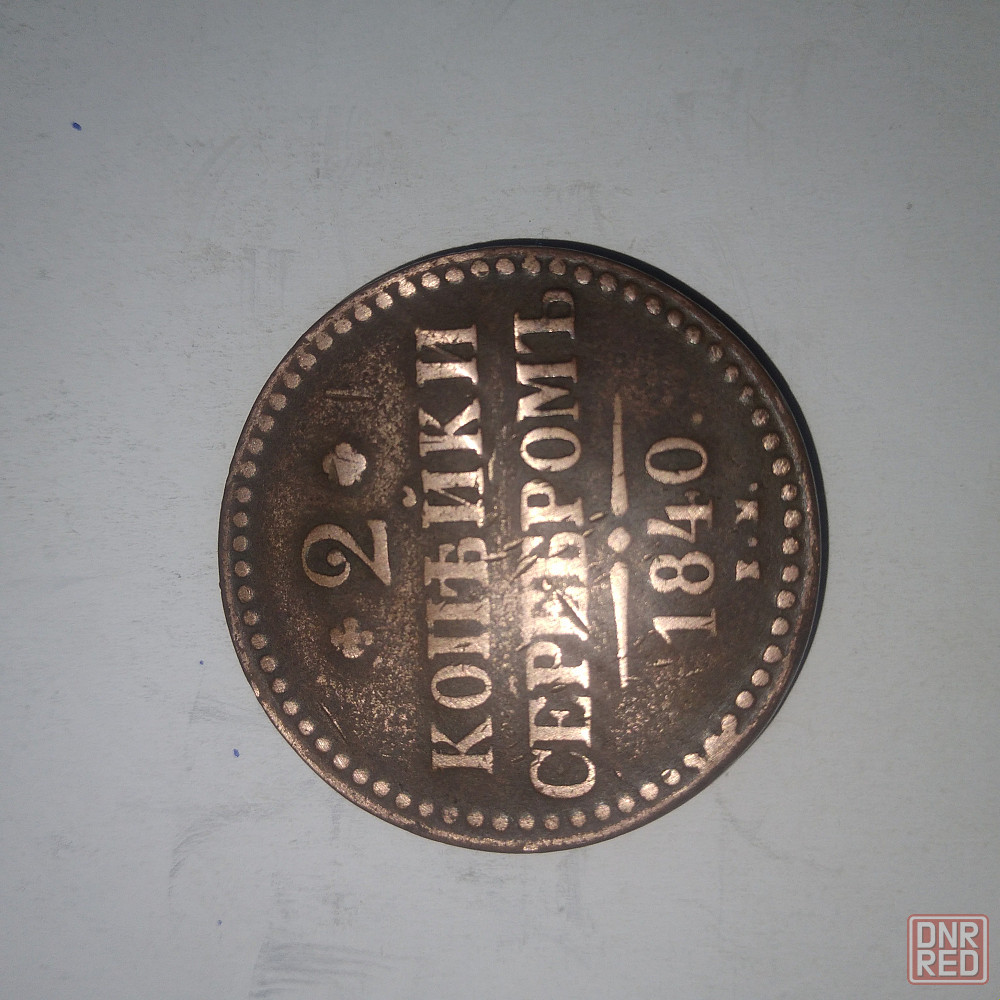 2
КОПѢЙКИ
СЕРЕБРОМЪ
1840.
Е.М.
DNR
RED